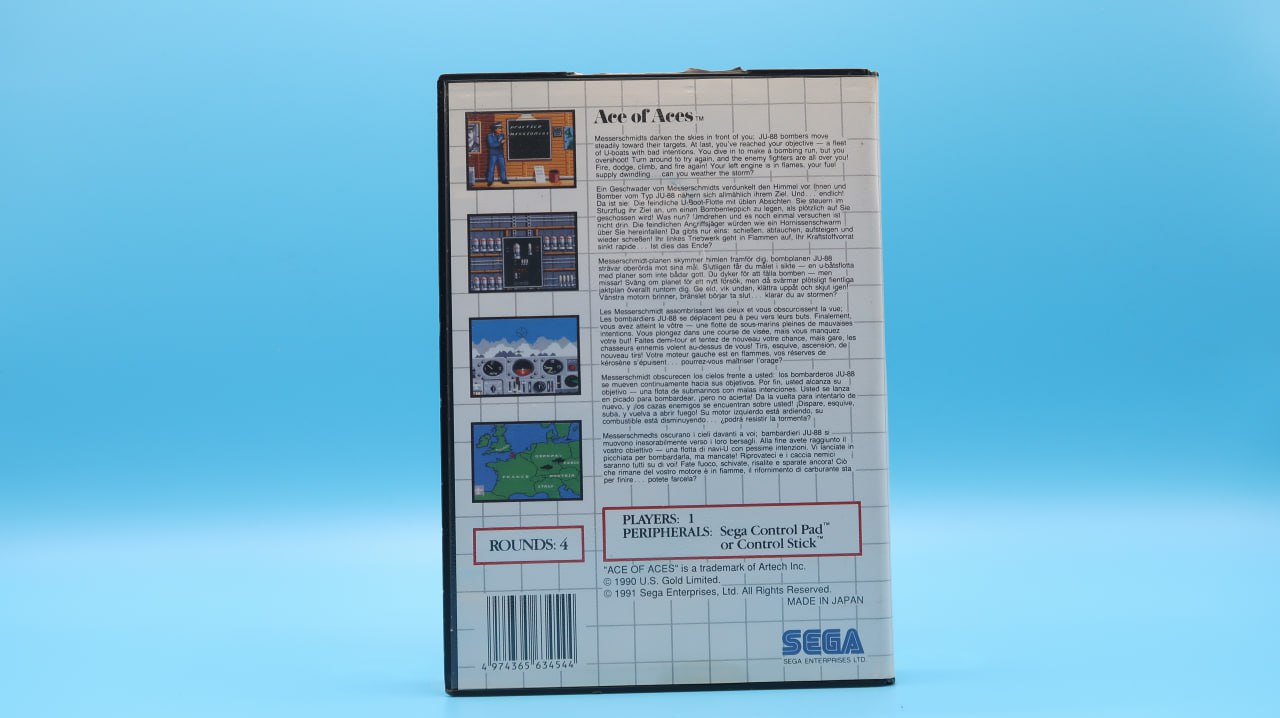 Ace of Aces™
Messerschmidts darken the skies in front of you; JU-88 bombers move
steadily toward their targets. At last, you've reached your objective — a fleet
of U-boats with bad intentions. You dive in to make a bombing run, but you
overshoot! Turn around to try again, and the enemy fighters are all over you!
Fire, dodge, climb, and fire again! Your left engine is in flames, your fuel
supply dwindling . . . can you weather the storm?
Ein Geschwader von Messerschmidts verdunkelt den Himmel vor Ihnen und
Bomber vom Typ JU-88 nähern sich allmählich ihrem Ziel. Und . . . endlich!
Da ist sie: Die feindliche U-Boot-Flotte mit üblen Absichten. Sie steuern im
Sturzflug ihr Ziel an, um einen Bombenteppich zu legen, als plötzlich auf Sie
geschossen wird! Was nun? Umdrehen und es noch einmal versuchen ist
nicht drin. Die feindlichen Angriffsjäger würden wie ein Hornissenschwarm
über Sie hereinfallen! Da gibts nur eins: schießen, abtauchen, aufsteigen und
wieder schießen! Ihr linkes Triebwerk geht in Flammen auf, Ihr Kraftstoffvorrat
sinkt rapide . . . Ist dies das Ende?
Messerschmidt-planen skymmer himlen framför dig, bombplanen JU-88
strävar oberörda mot sina mål. Slutligen får du målet i sikte — en u-båtsflotta
med planer som inte bådar gott. Du dyker för att fälla bomben — men
missar! Sväng om planet för ett nytt försök, men då svärmar plötsligt fientliga
jaktplan överallt runtom dig. Ge eld, vik undan, klättra uppåt och skjut igen!
Vänstra motorn brinner, bränslet börjar ta slut . . . klarar du av stormen?
Les Messerschmidt assombrissent les cieux et vous obscurcissent la vue;
Les bombardiers JU-88 se déplacent peu à peu vers leurs buts. Finalement,
vous avez atteint le vôtre — une flotte de sous-marins pleines de mauvaises
intentions. Vous plongez dans une course de visée, mais vous manquez
votre but! Faites demi-tour et tentez de nouveau votre chance, mais gare, les
chasseurs ennemis volent au-dessus de vous! Tirs, esquive, ascension, de
nouveau tirs! Votre moteur gauche est en flammes, vos réserves de
kérosène s'épuisent . . . pourrez-vous maîtriser l'orage?
Messerschmidt obscurecen los cielos frente a usted: los bombarderos JU-88
se mueven continuamente hacia sus objetivos. Por fin, usted alcanza su
objetivo — una flota de submarinos con malas intenciones. Usted se lanza
en picado para bombardear, ¡pero no acierta! Da la vuelta para intentarlo de
nuevo, y ¡los cazas enemigos se encuentran sobre usted! ¡Dispare, esquive,
suba, y vuelva a abrir fuego! Su motor izquierdo está ardiendo, su
combustible está disminuyendo . . . ¿podrá resistir la tormenta?
Messerschmedts oscurano i cieli davanti a voi; bambardieri JU-88 si
muovono inesorabilmente verso i loro bersagli. Alla fine avete raggiunto il
vostro obiettivo — una flotta di navi-U con pessime intenzioni. Vi lanciate in
picchiata per bombardarla, ma mancate! Riprovateci e i caccia nemici
saranno tutti su di voi! Fate fuoco, schivate, risalite e sparate ancora! Ciò
che rimane del vostro motore è in fiamme, il rifornimento di carburante sta
per finire . . . potete farcela?
practice
missions
GERMANY
FRANCE
AUSTRIA
ITALY
ROUNDS: 4
PLAYERS: 1
PERIPHERALS: Sega Control Pad™
or Control Stick™
"ACE OF ACES" is a trademark of Artech Inc.
© 1990 U.S. Gold Limited.
© 1991 Sega Enterprises, Ltd. All Rights Reserved.
MADE IN JAPAN
4 974365 634544
SEGA
SEGA ENTERPRISES LTD.